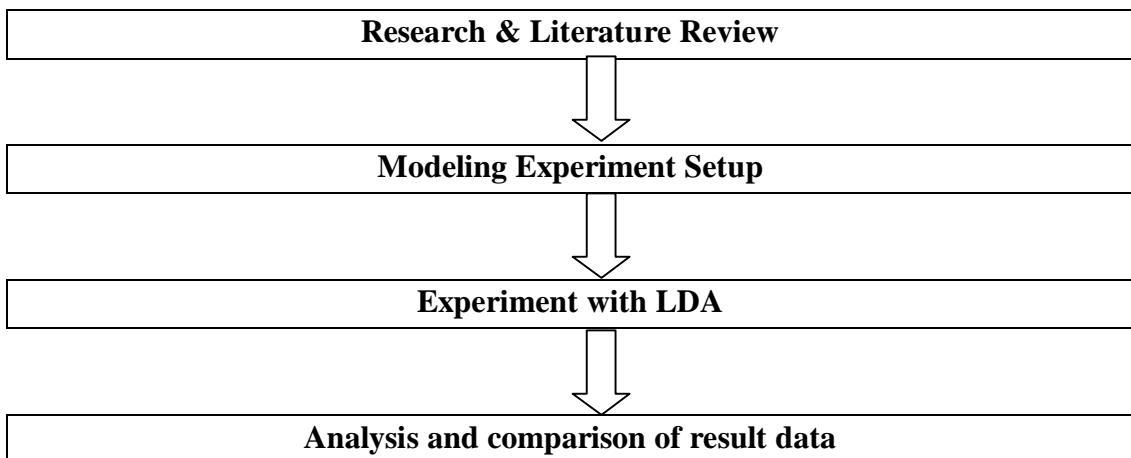 Research & Literature Review
Modeling Experiment Setup
Experiment with LDA
Analysis and comparison of result data